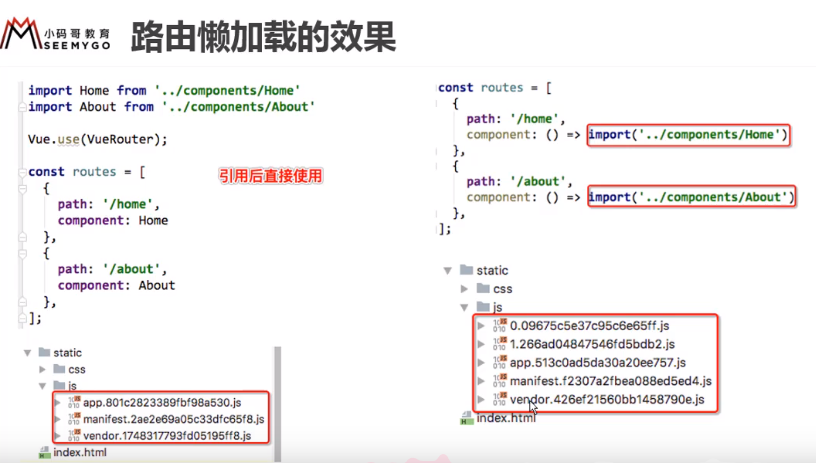 小码哥教育
SEEMYGO
路由懒加载的效果
import Home from '../components/Home'
import About from '../components/About'
Vue.use(VueRouter);
const routes = [
{
path: '/home',
component: Home
},
{
path: '/about',
component: About
},
];
引用后直接使用
static
css
js
app.801c2823389fbf98a530.js
manifest.2ae2e69a05c33dfc65f8.js
vendor.1748317793fd05195ff8.js
index.html
const routes = [
{
path: '/home',
component: () => import('../components/Home')
},
{
path: '/about',
component: () => import('../components/About')
},
];
static
css
js
0.09675c5e37c95c6e65ff.js
1.266ad04847546fd5bdb2.js
app.513c0ad5da30a20ee757.js
manifest.f2307a2fbea088ed5ed4.js
vendor.426ef21560bb1458790e.js
index.html